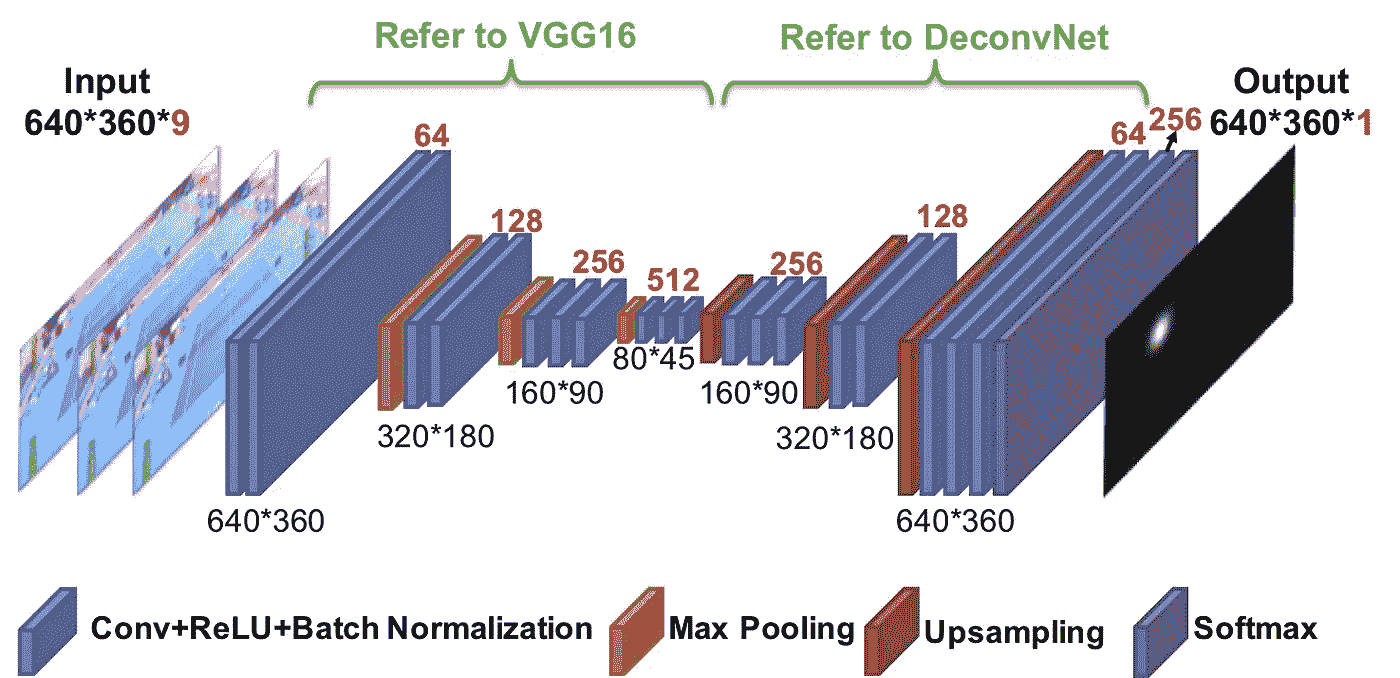 Refer to VGG16
Refer to DeconvNet
Input
640*360*9
Output
640*360*1
64
128
256
512
256
128
64
256
640*360
320*180
160*90
80*45
160*90
320*180
640*360
Conv+ReLU+Batch Normalization
Max Pooling
Upsampling
Softmax